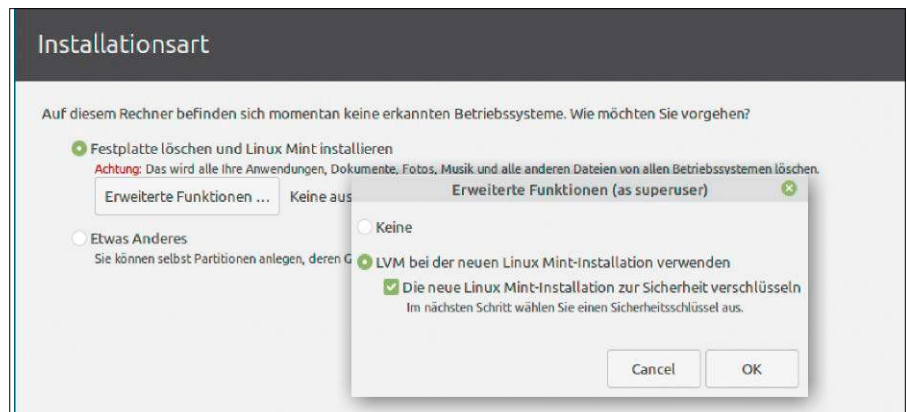 Installationsart
Auf diesem Rechner befinden sich momentan keine erkannten Betriebssysteme. Wie möchten Sie vorgehen?
Festplatte löschen und Linux Mint installieren
Achtung: Das wird alle Ihre Anwendungen, Dokumente, Fotos, Musik und alle anderen Dateien von allen Betriebssystemen löschen.
Erweiterte Funktionen ...
Keine aus
Etwas Anderes
Sie können selbst Partitionen anlegen, deren G
Erweiterte Funktionen (as superuser)
Keine
LVM bei der neuen Linux Mint-Installation verwenden
Die neue Linux Mint-Installation zur Sicherheit verschlüsseln
Im nächsten Schritt wählen Sie einen Sicherheitsschlüssel aus.
Cancel
OK